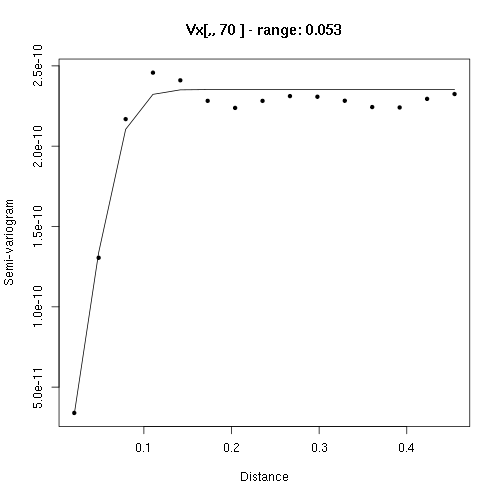 Vx[,, 70 ] - range: 0.053
2.5e-10
2.0e-10
1.5e-10
1.0e-10
5.0e-11
Semi-variogram
0.1 0.2 0.3 0.4
Distance